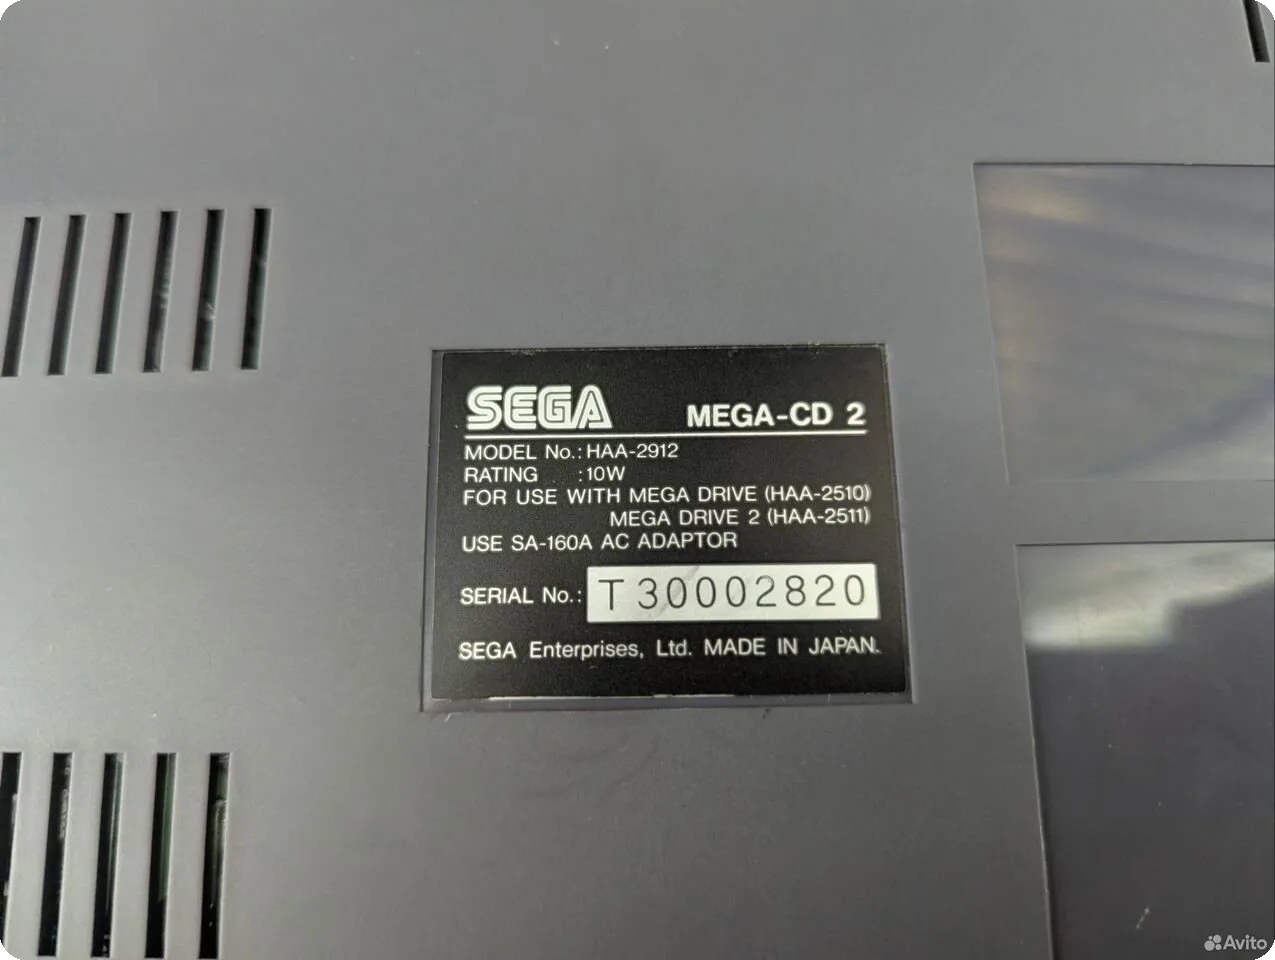 SEGA MEGA-CD 2
MODEL No.: HAA-2912
RATING :10W
FOR USE WITH MEGA DRIVE (HAA-2510)
MEGA DRIVE 2 (HAA-2511)
USE SA-160A AC ADAPTOR
SERIAL No.: T30002820
SEGA Enterprises, Ltd. MADE IN JAPAN.
Avito